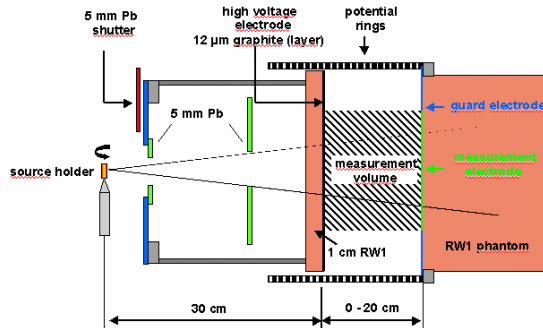 5 mm Pb
shutter
high voltage
electrode
12 µm graphite (layer)
potential
rings
5 mm Pb
guard electrode
source holder
measurement
volume
measurement
electrode
1 cm RW1
RW1 phantom
30 cm
0 -20 cm